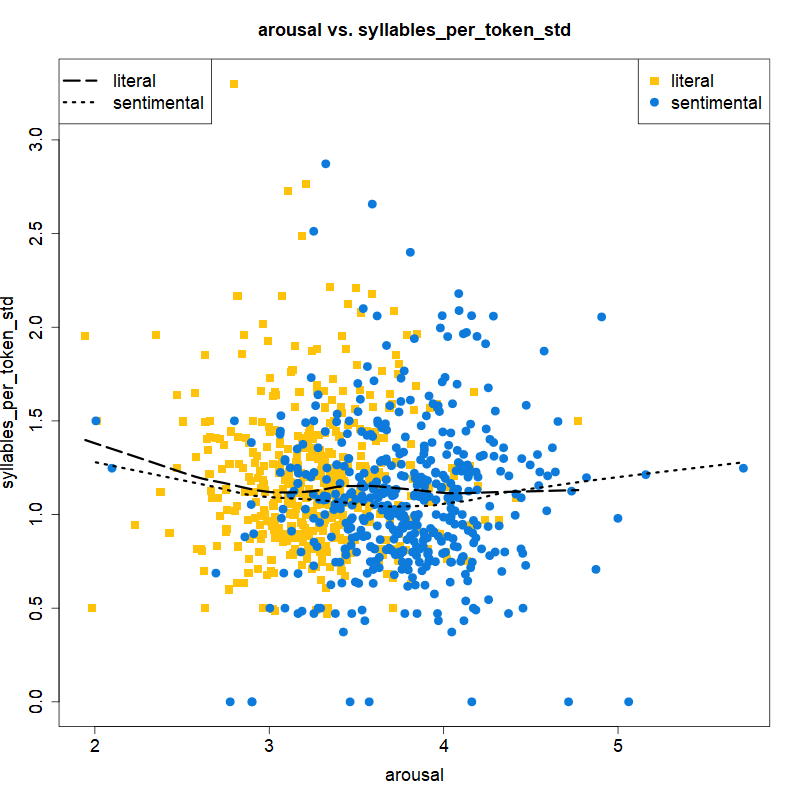 arousal vs. syllables_per_token_std
literal
sentimental
literal
sentimental
syllables_per_token_std
3.0
2.5
2.0
1.5
1.0
0.5
0.0
2 3 4 5
arousal